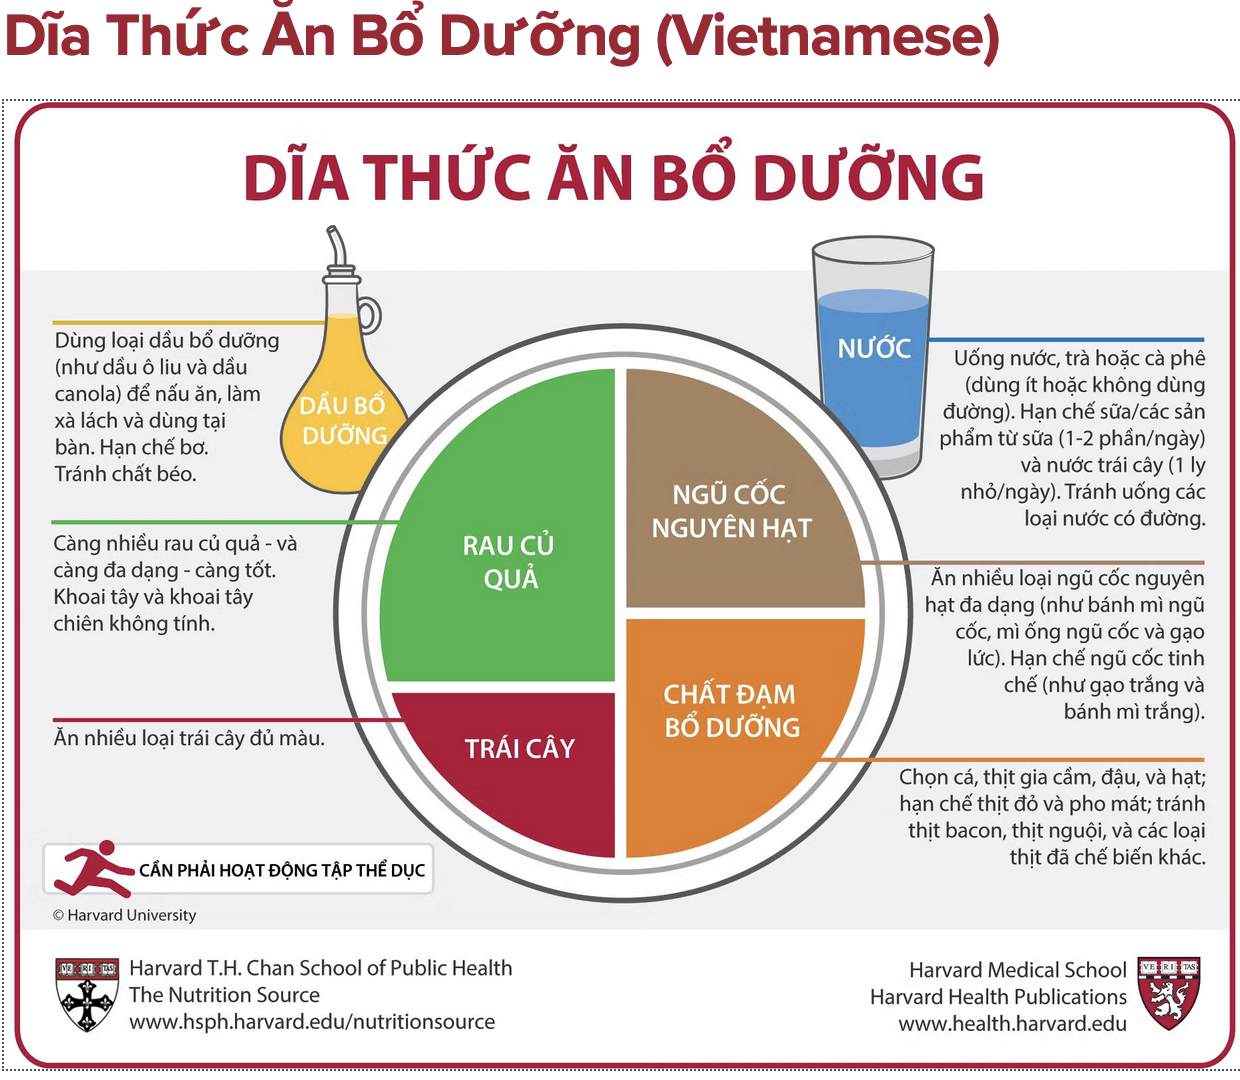 Dĩa Thức Ăn Bổ Dưỡng (Vietnamese)
DĨA THỨC ĂN BỔ DƯỠNG
Dùng loại dầu bổ dưỡng
(như dầu ô liu và dầu
canola) để nấu ăn, làm
xà lách và dùng tại
bàn. Hạn chế bơ.
Tránh chất béo.
DẦU BỔ
DƯỠNG
NƯỚC
Uống nước, trà hoặc cà phê
(dùng ít hoặc không dùng
đường). Hạn chế sữa/các sản
phẩm từ sữa (1-2 phần/ngày)
và nước trái cây (1 ly
nhỏ/ngày). Tránh uống các
loại nước có đường.
Càng nhiều rau củ quả - và
càng đa dạng - càng tốt.
Khoai tây và khoai tây
chiên không tính.
RAU CỦ
QUẢ
NGŨ CỐC
NGUYÊN HẠT
Ăn nhiều loại ngũ cốc nguyên
hạt đa dạng (như bánh mì ngũ
cốc, mì ống ngũ cốc và gạo
lức). Hạn chế ngũ cốc tinh
chế (như gạo trắng và
bánh mì trắng).
Ăn nhiều loại trái cây đủ màu.
TRÁI CÂY
CHẤT ĐẠM
BỔ DƯỠNG
Chọn cá, thịt gia cầm, đậu, và hạt;
hạn chế thịt đỏ và pho mát; tránh
thịt bacon, thịt nguội, và các loại
thịt đã chế biến khác.
CẦN PHẢI HOẠT ĐỘNG TẬP THỂ DỤC
© Harvard University
VE RI TAS
Harvard T.H. Chan School of Public Health
The Nutrition Source
www.hsph.harvard.edu/nutritionsource
Harvard Medical School
Harvard Health Publications
www.health.harvard.edu
VE RI TAS